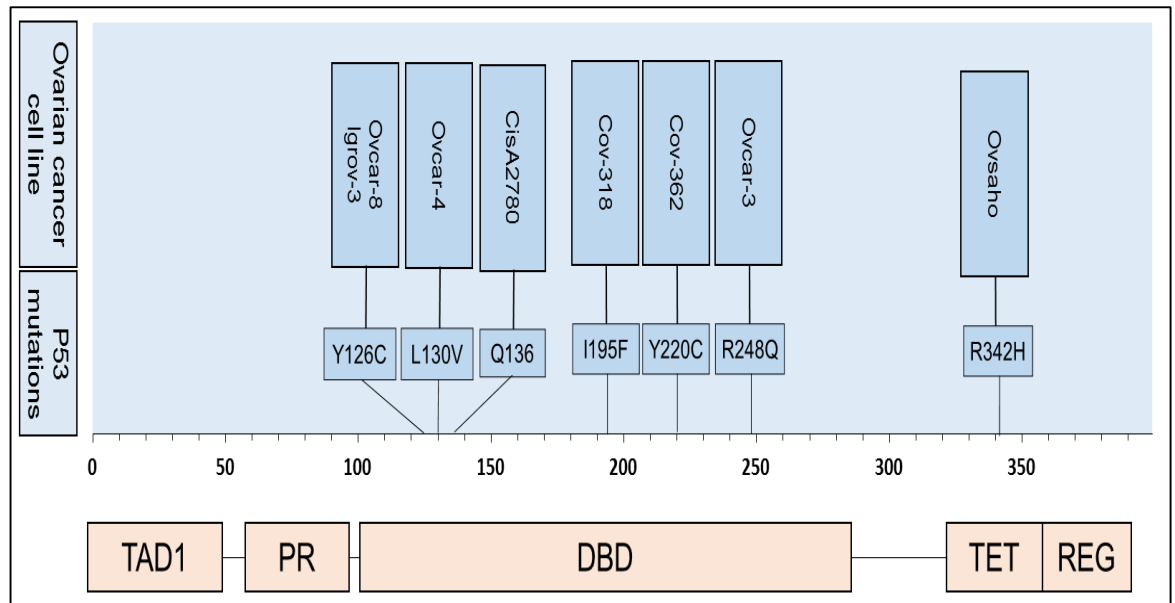 Ovarian cancer
cell line
Ovcar-8
Igrov-3
Ovcar-4
CisA2780
Cov-318
Cov-362
Ovcar-3
Ovsaho
P53
mutations
Y126C
L130V
Q136
I195F
Y220C
R248Q
R342H
0 50 100 150 200 250 300 350
TAD1 PR DBD TET REG